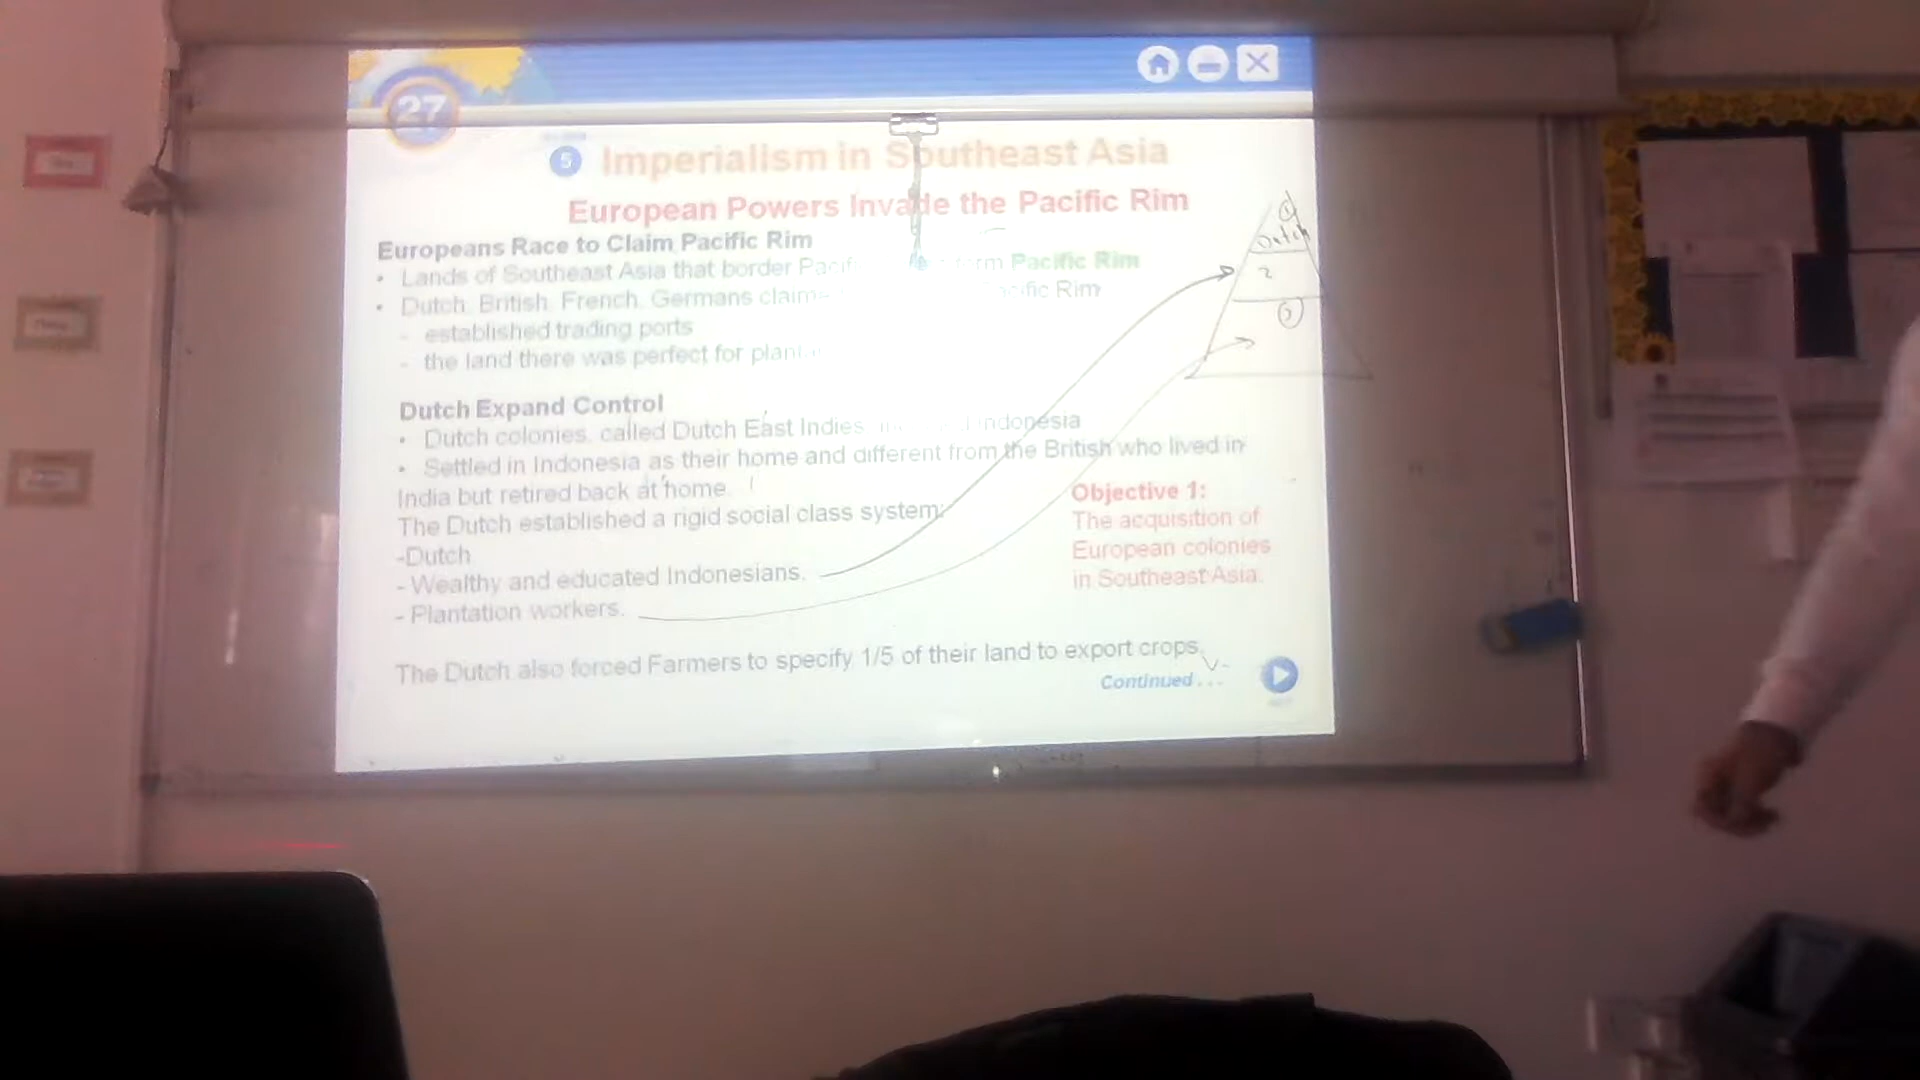 27
5 Imperialism in Southeast Asia
European Powers Invade the Pacific Rim
Europeans Race to Claim Pacific Rim
• Lands of Southeast Asia that border Pacif Pacific Rim
• Dutch, British, French, Germans claim Rim
- established trading ports
- the land there was perfect for
Dutch Expand Control
• Dutch colonies, called Dutch East Indies Indonesia
• Settled in Indonesia as their home and different from the British who lived in
India but retired back at home.
The Dutch established a rigid social class system:
-Dutch
- Wealthy and educated Indonesians.
- Plantation workers.
The Dutch also forced Farmers to specify 1/5 of their land to export crops.
Continued . . .
Objective 1:
The acquisition of
European colonies
in Southeast Asia.
1
Dutch
2
3